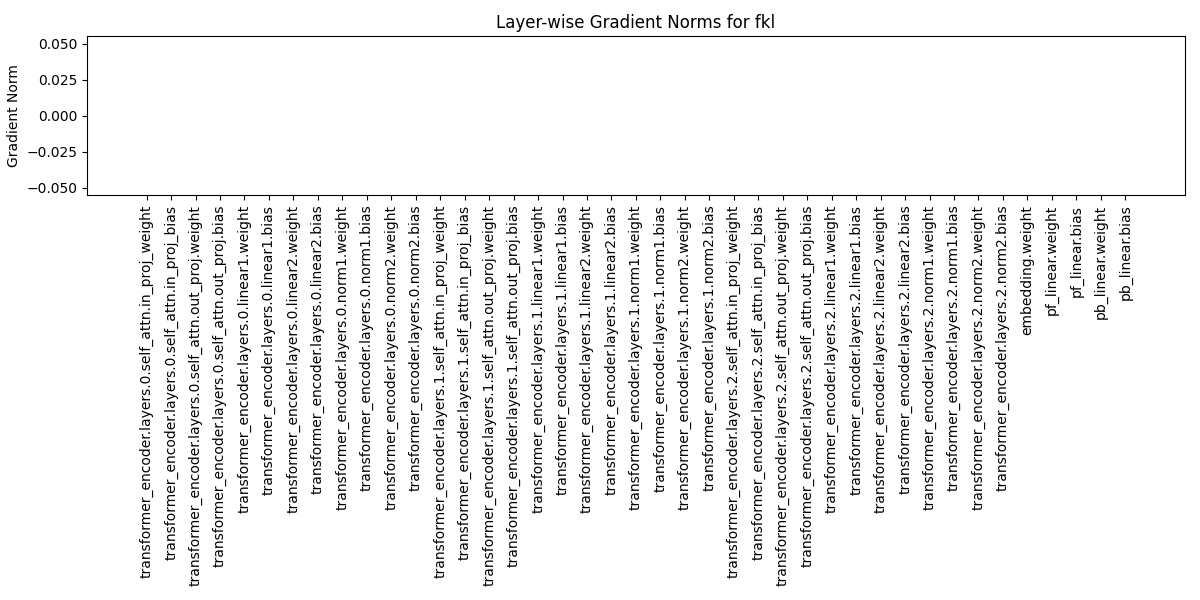 Layer-wise Gradient Norms for fkl
0.050
0.025
0.000
−0.025
−0.050
Gradient Norm
transformer_encoder.layers.0.self_attn.in_proj_weight
transformer_encoder.layers.0.self_attn.in_proj_bias
transformer_encoder.layers.0.self_attn.out_proj.weight
transformer_encoder.layers.0.self_attn.out_proj.bias
transformer_encoder.layers.0.linear1.weight
transformer_encoder.layers.0.linear1.bias
transformer_encoder.layers.0.linear2.weight
transformer_encoder.layers.0.linear2.bias
transformer_encoder.layers.0.norm1.weight
transformer_encoder.layers.0.norm1.bias
transformer_encoder.layers.0.norm2.weight
transformer_encoder.layers.0.norm2.bias
transformer_encoder.layers.1.self_attn.in_proj_weight
transformer_encoder.layers.1.self_attn.in_proj_bias
transformer_encoder.layers.1.self_attn.out_proj.weight
transformer_encoder.layers.1.self_attn.out_proj.bias
transformer_encoder.layers.1.linear1.weight
transformer_encoder.layers.1.linear1.bias
transformer_encoder.layers.1.linear2.weight
transformer_encoder.layers.1.linear2.bias
transformer_encoder.layers.1.norm1.weight
transformer_encoder.layers.1.norm1.bias
transformer_encoder.layers.1.norm2.weight
transformer_encoder.layers.1.norm2.bias
transformer_encoder.layers.2.self_attn.in_proj_weight
transformer_encoder.layers.2.self_attn.in_proj_bias
transformer_encoder.layers.2.self_attn.out_proj.weight
transformer_encoder.layers.2.self_attn.out_proj.bias
transformer_encoder.layers.2.linear1.weight
transformer_encoder.layers.2.linear1.bias
transformer_encoder.layers.2.linear2.weight
transformer_encoder.layers.2.linear2.bias
transformer_encoder.layers.2.norm1.weight
transformer_encoder.layers.2.norm1.bias
transformer_encoder.layers.2.norm2.weight
transformer_encoder.layers.2.norm2.bias
embedding.weight
pf_linear.weight
pf_linear.bias
pb_linear.weight
pb_linear.bias